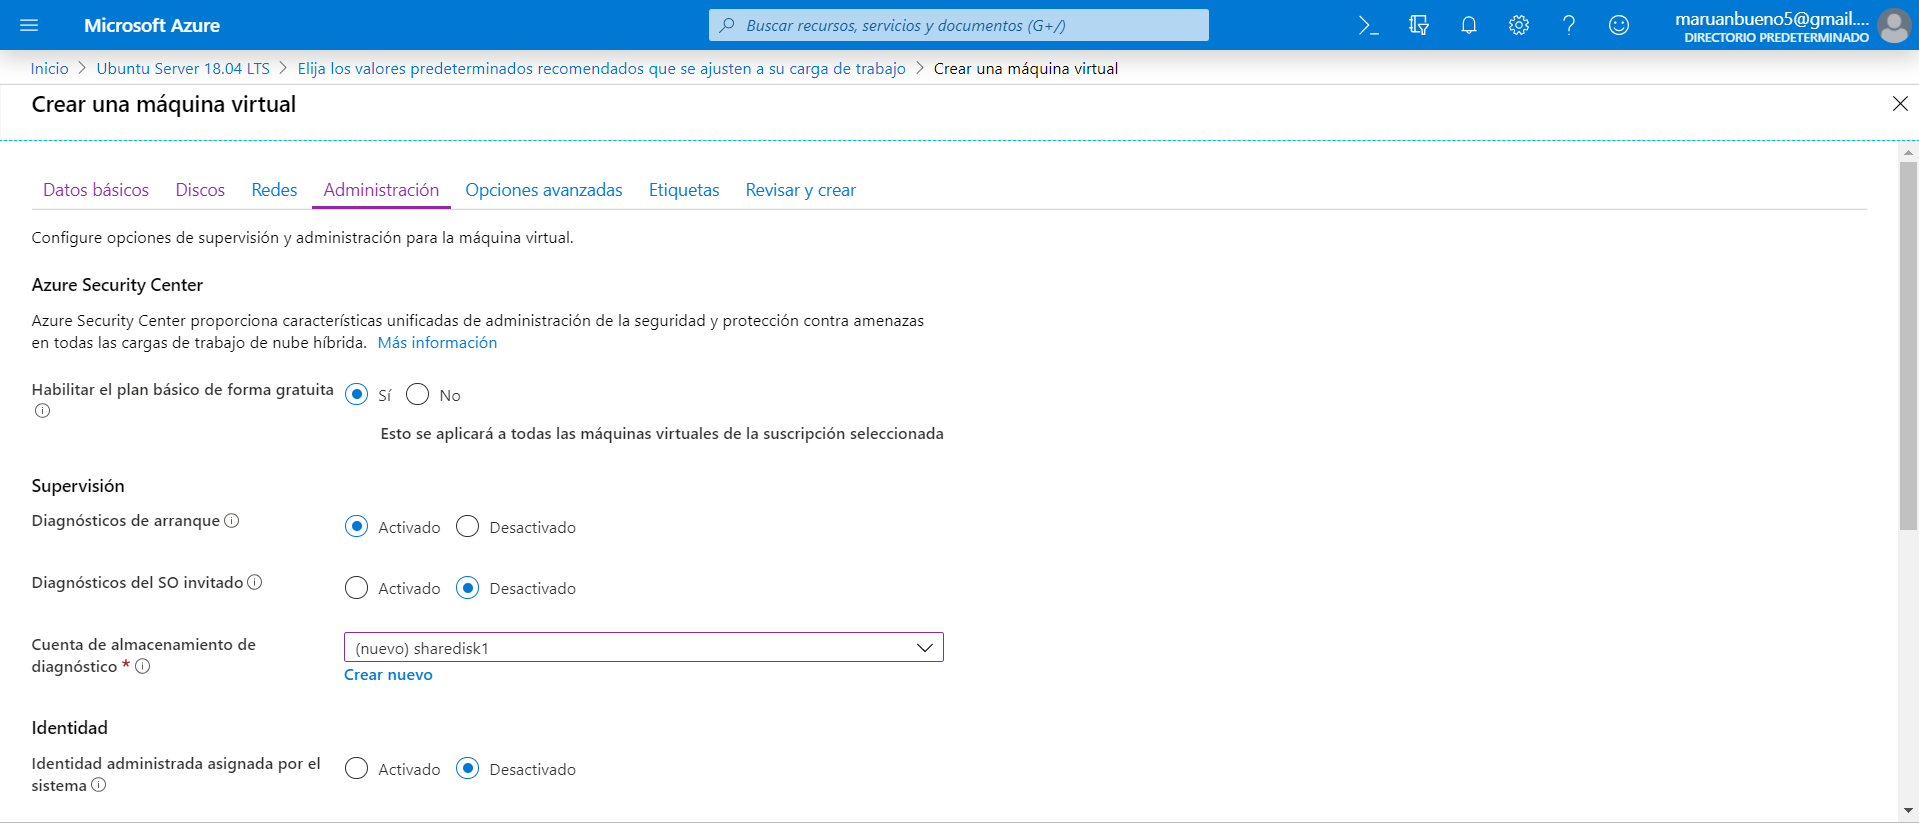 Microsoft Azure
Buscar recursos, servicios y documentos (G+/)
maruanbueno5@gmail....
DIRECTORIO PREDETERMINADO
Inicio > Ubuntu Server 18.04 LTS > Elija los valores predeterminados recomendados que se ajusten a su carga de trabajo > Crear una máquina virtual
Crear una máquina virtual
Datos básicos Discos Redes Administración Opciones avanzadas Etiquetas Revisar y crear
Configure opciones de supervisión y administración para la máquina virtual.
Azure Security Center
Azure Security Center proporciona características unificadas de administración de la seguridad y protección contra amenazas
en todas las cargas de trabajo de nube híbrida. Más información
Habilitar el plan básico de forma gratuita Sí No
Esto se aplicará a todas las máquinas virtuales de la suscripción seleccionada
Supervisión
Diagnósticos de arranque Activado Desactivado
Diagnósticos del SO invitado Activado Desactivado
Cuenta de almacenamiento de
diagnóstico *
(nuevo) sharedisk1
Crear nuevo
Identidad
Identidad administrada asignada por el
sistema
Activado Desactivado